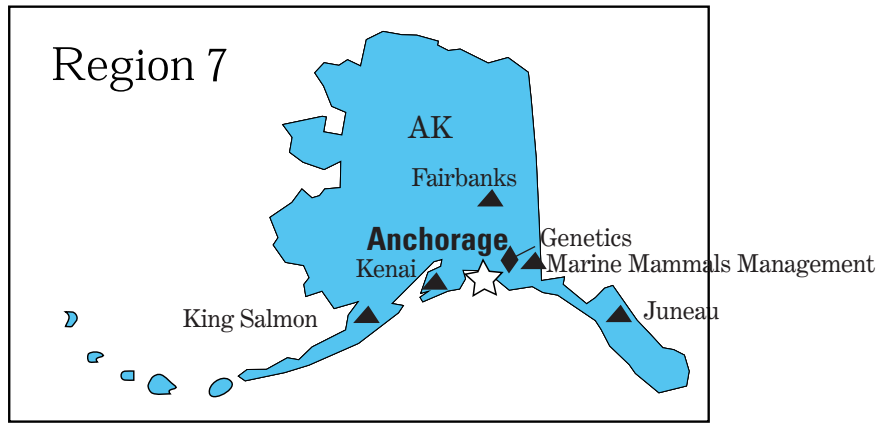 Region 7
AK
Fairbanks
Anchorage
Genetics
Kenai
Marine Mammals Management
King Salmon
Juneau